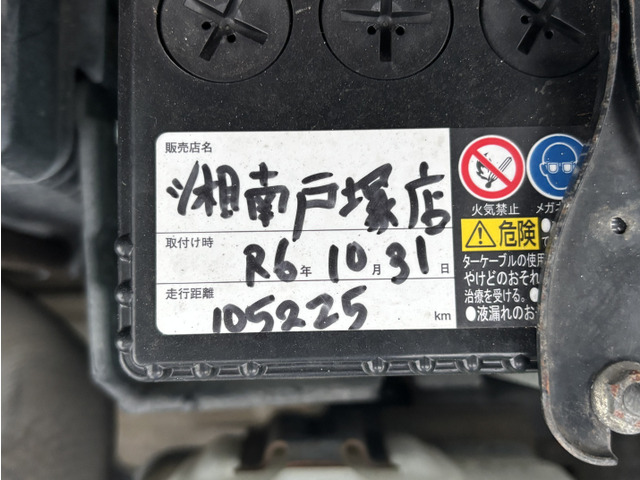 販売店名
湘南戸塚店
取付け時 R6年 10月 31日
走行距離 105225 km
火気禁止 メガネ
危険
ターケーブルの使用
やけどのおそれ
治療を受ける。●
●液漏れのお